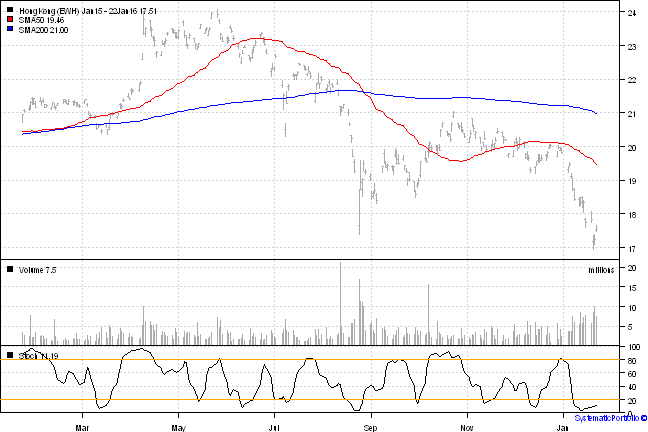 Hong Kong (EWH) Jan 15 - 22Jan16 17.51
SMA50 19.46
SMA200 21.00
24
23
22
21
20
19
18
17
Volume 7.5
millions
20
15
10
5
Stoch 11.19
100
80
60
40
20
0
Mar May Jul Sep Nov Jan
SystematicPortfolio ©